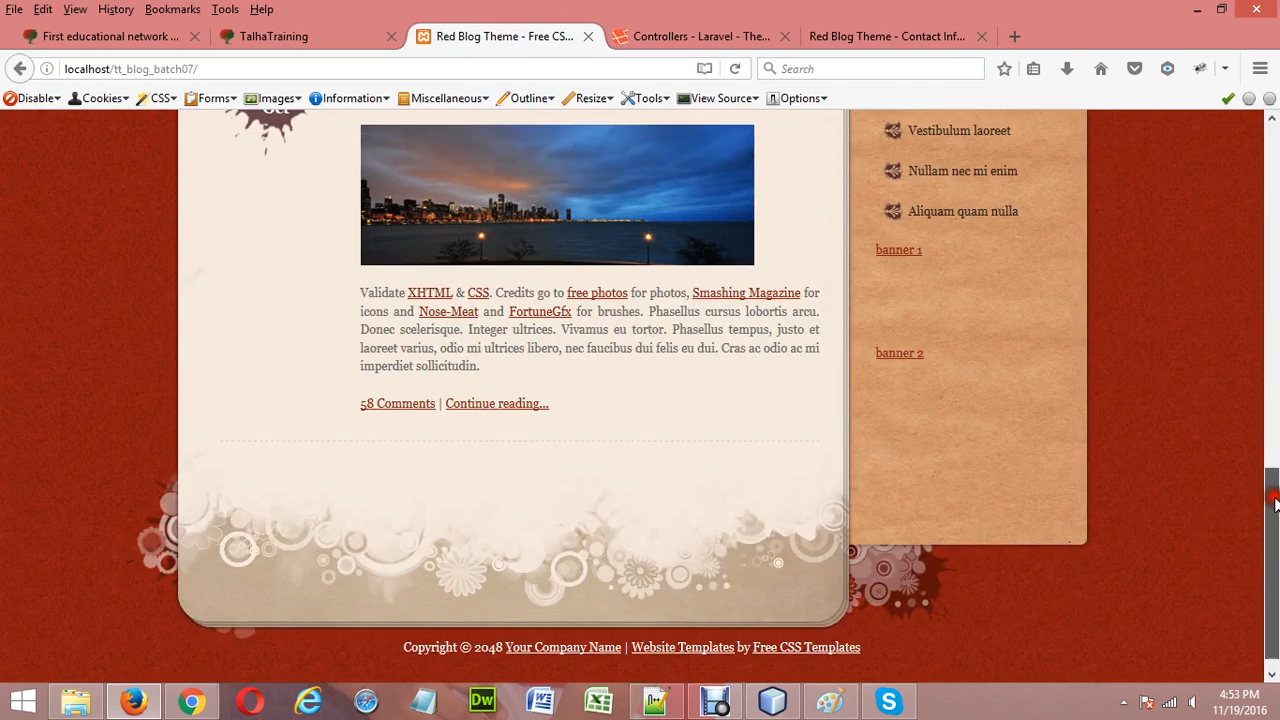 File Edit View History Bookmarks Tools Help
First educational network ... TalhaTraining Red Blog Theme - Free CS... Controllers - Laravel - The... Red Blog Theme - Contact Inf...
localhost/tt_blog_batch07/ Search
Disable Cookies CSS Forms Images Information Miscellaneous Outline Resize Tools View Source Options
Oct
Vestibulum laoreet
Nullam nec mi enim
Aliquam quam nulla
banner 1
Validate XHTML & CSS. Credits go to free photos for photos, Smashing Magazine for
icons and Nose-Meat and FortuneGfx for brushes. Phasellus cursus lobortis arcu.
Donec scelerisque. Integer ultrices. Vivamus eu tortor. Phasellus tempus, justo et
laoreet varius, odio mi ultrices libero, nec faucibus dui felis eu dui. Cras ac odio ac mi
imperdiet sollicitudin.
banner 2
58 Comments | Continue reading...
Copyright © 2048 Your Company Name | Website Templates by Free CSS Templates
Dw
4:53 PM
11/19/2016